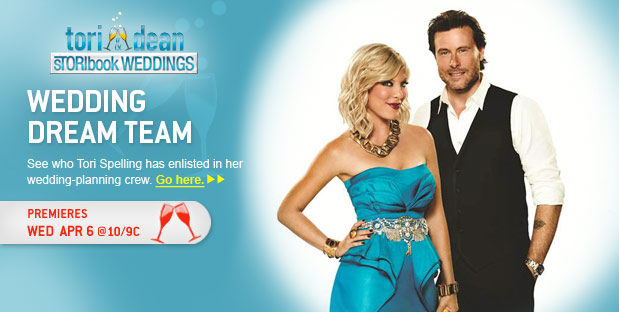 tori & dean
sTORIbook WEDDINGS
WEDDING
DREAM TEAM
See who Tori Spelling has enlisted in her
wedding-planning crew. Go here.
PREMIERES
WED APR 6 @10/9C